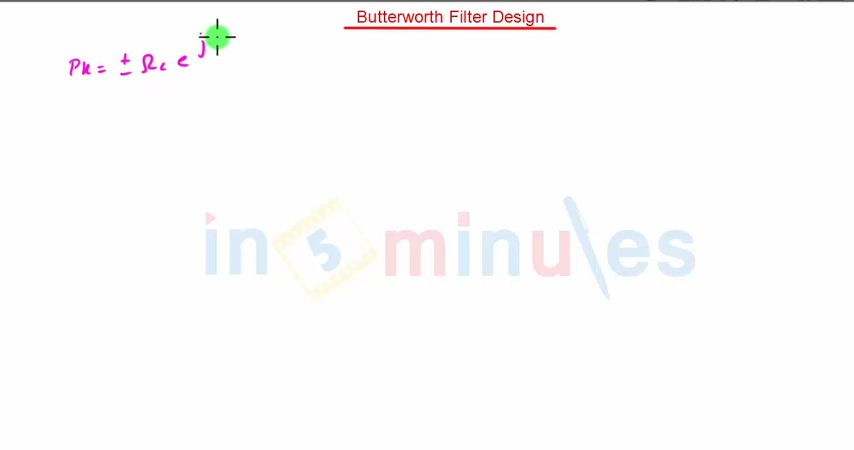 Butterworth Filter Design
Pk = ± Ωc e^j
in 5 minutes